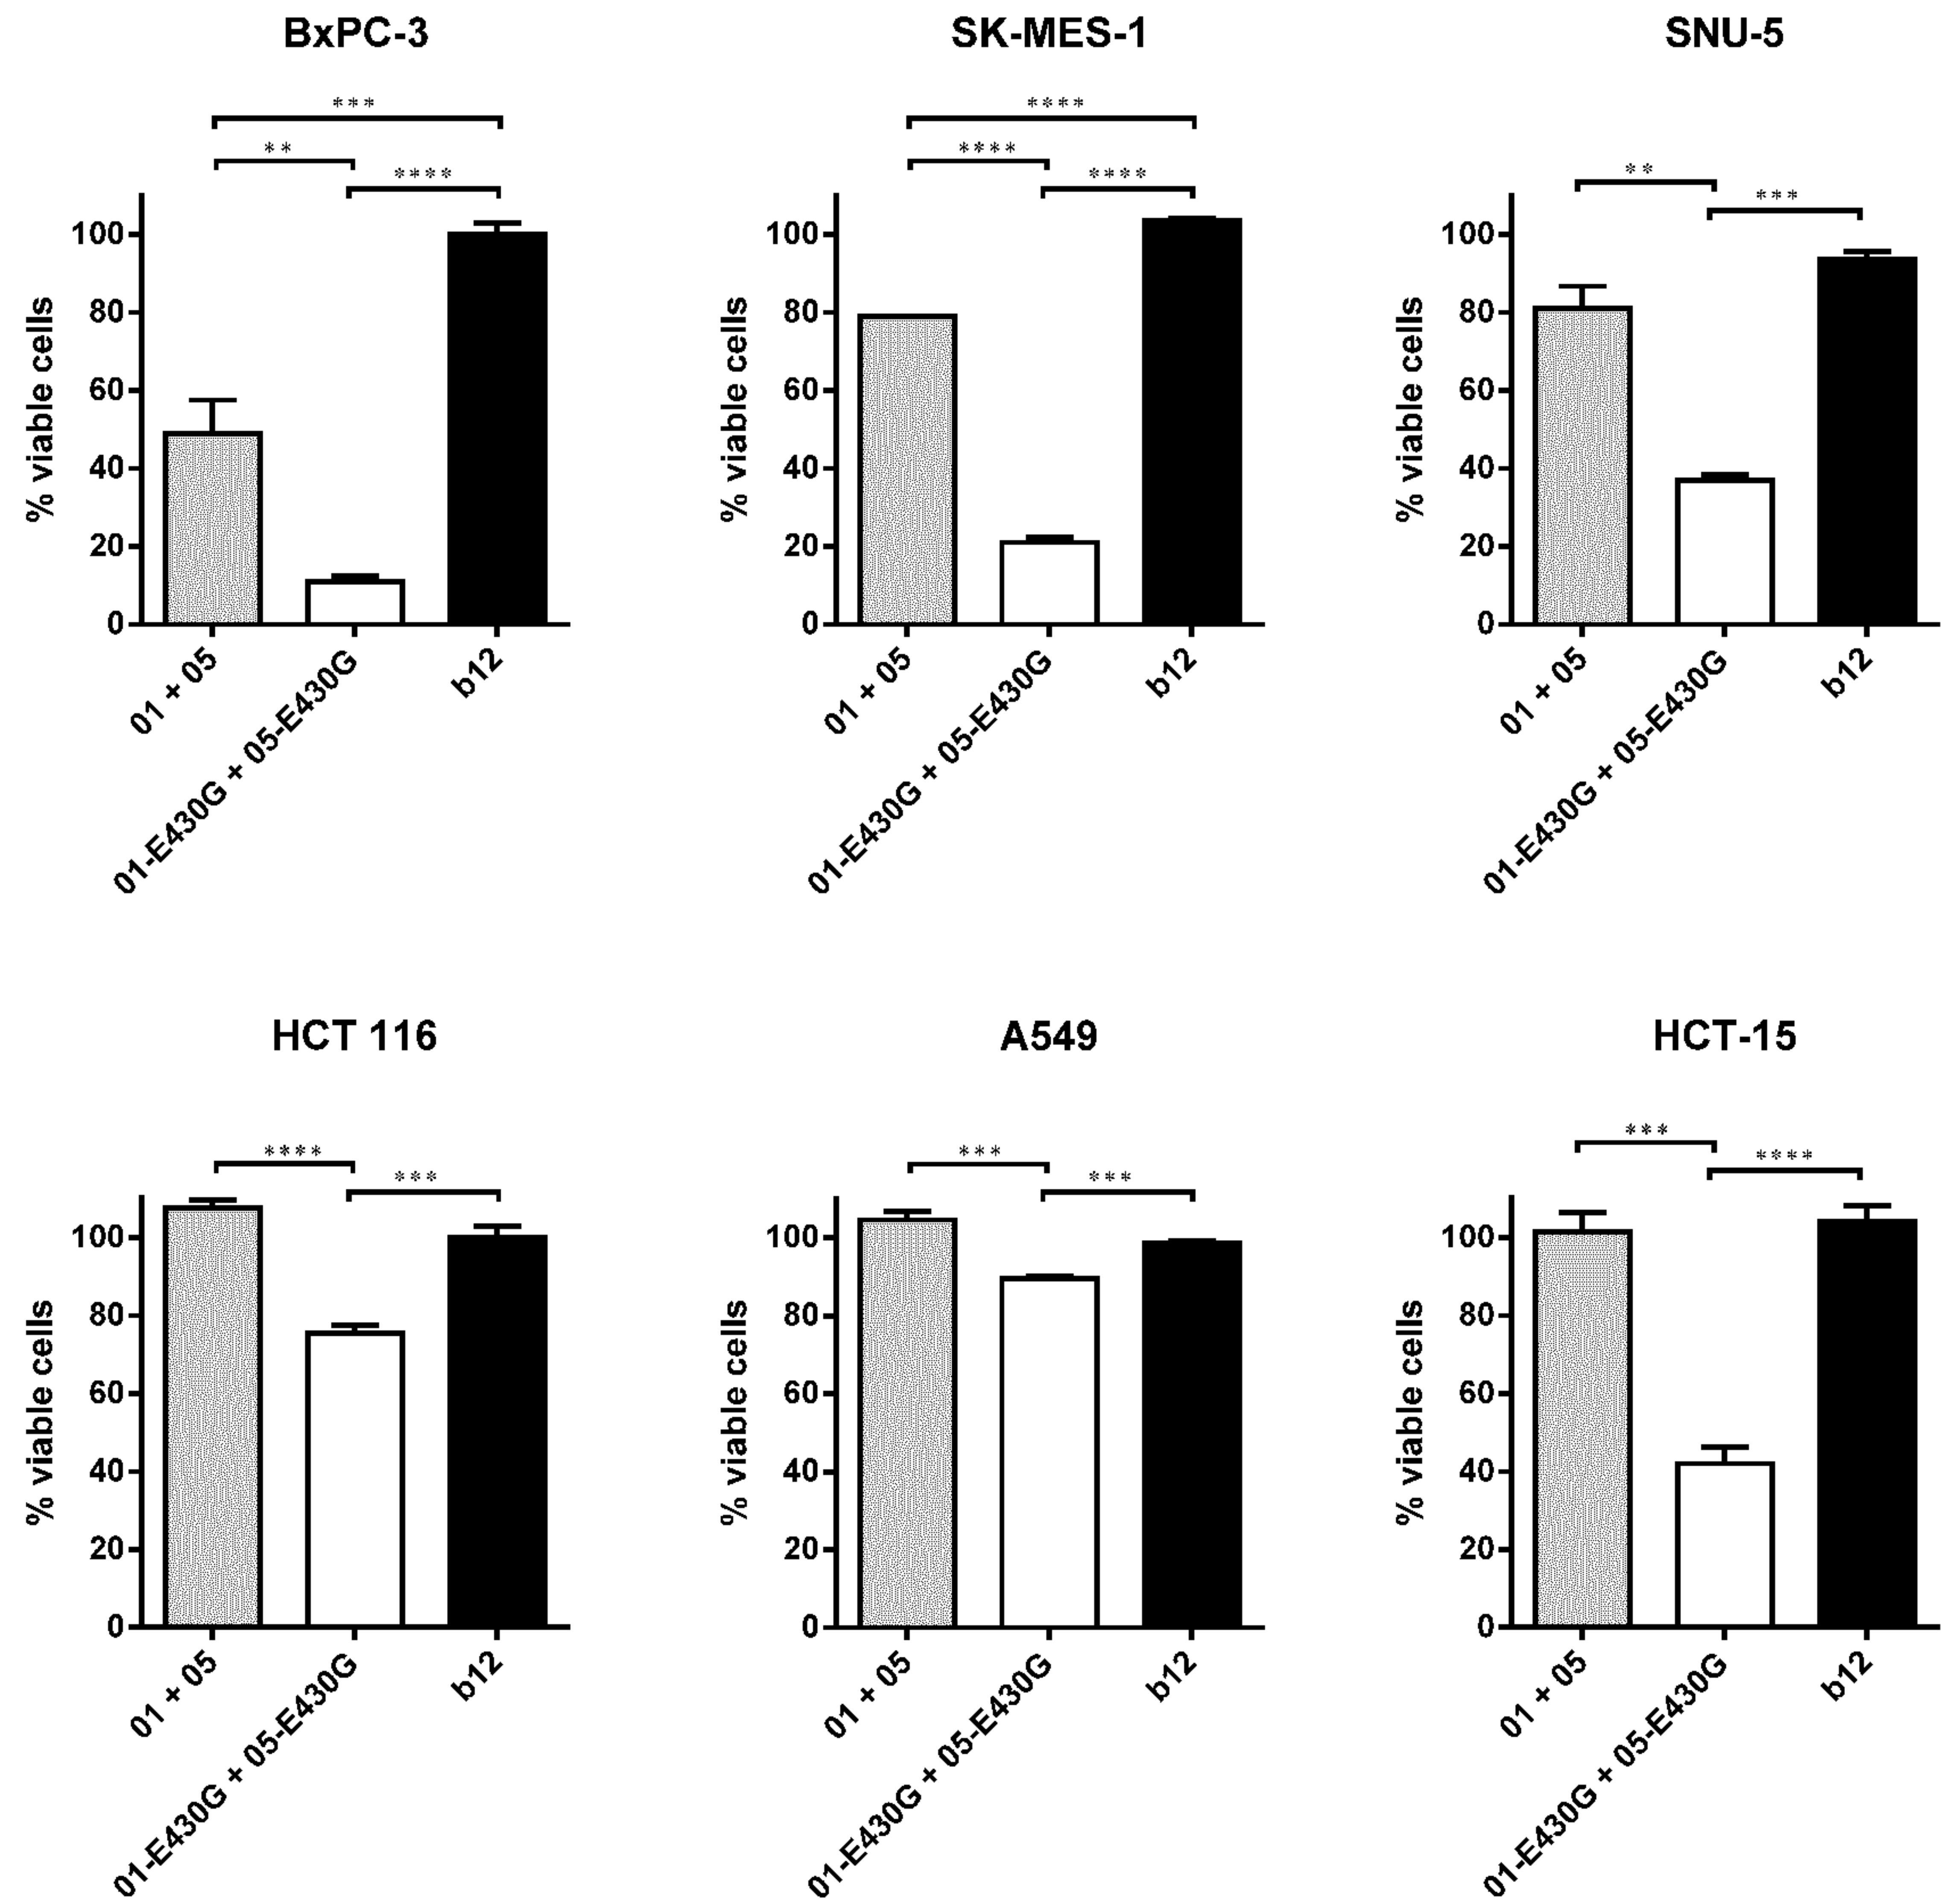 BxPC-3
***
**
****
% viable cells
100
80
60
40
20
0
01 + 05
01-E430G + 05-E430G
b12
SK-MES-1
****
****
****
% viable cells
100
80
60
40
20
0
01 + 05
01-E430G + 05-E430G
b12
SNU-5
**
***
% viable cells
100
80
60
40
20
0
01 + 05
01-E430G + 05-E430G
b12
HCT 116
****
***
% viable cells
100
80
60
40
20
0
01 + 05
01-E430G + 05-E430G
b12
A549
***
***
% viable cells
100
80
60
40
20
0
01 + 05
01-E430G + 05-E430G
b12
HCT-15
***
****
% viable cells
100
80
60
40
20
0
01 + 05
01-E430G + 05-E430G
b12